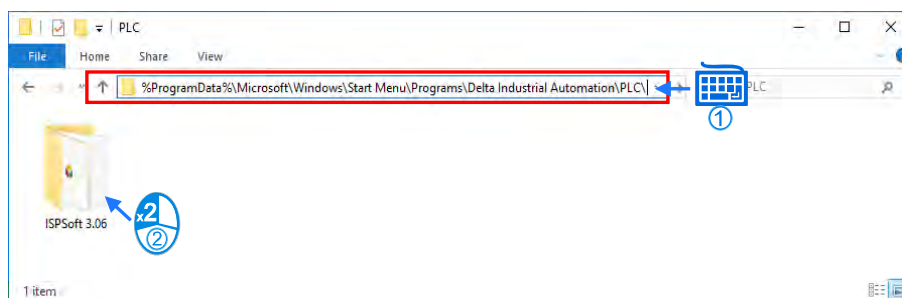 PLC
File Home Share View
%ProgramData%\Microsoft\Windows\Start Menu\Programs\Delta Industrial Automation\PLC\ PLC
①
ISPSoft 3.06
x2
②
1 item